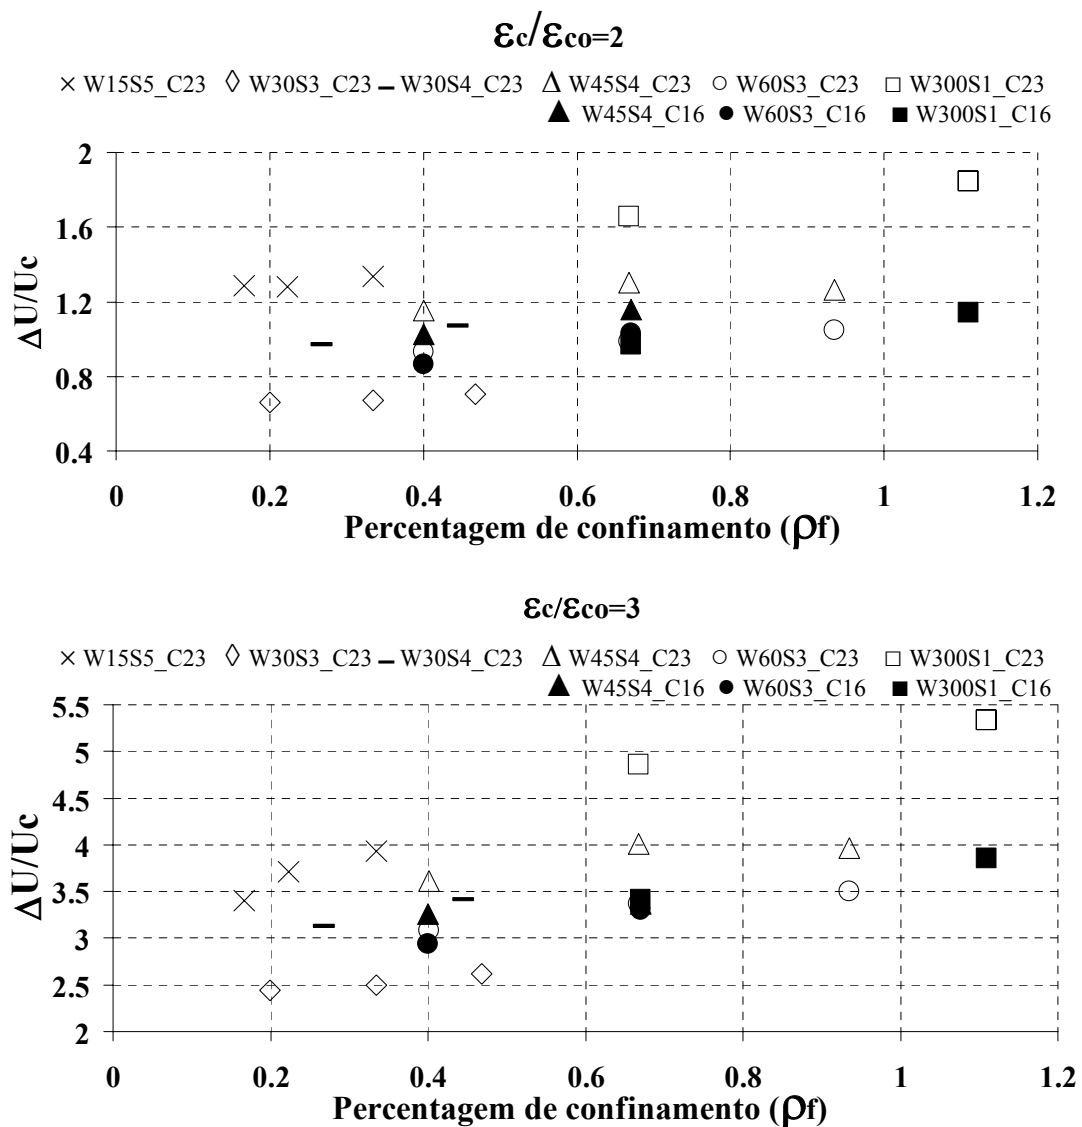 εc/εco=2
W15S5_C23 W30S3_C23 W30S4_C23 W45S4_C23 W60S3_C23 W300S1_C23
W45S4_C16 W60S3_C16 W300S1_C16
2
1.6
1.2
0.8
0.4
ΔU/Uc
0 0.2 0.4 0.6 0.8 1 1.2
Percentagem de confinamento (ρf)
εc/εco=3
W15S5_C23 W30S3_C23 W30S4_C23 W45S4_C23 W60S3_C23 W300S1_C23
W45S4_C16 W60S3_C16 W300S1_C16
5.5
5
4.5
4
3.5
3
2.5
2
ΔU/Uc
0 0.2 0.4 0.6 0.8 1 1.2
Percentagem de confinamento (ρf)